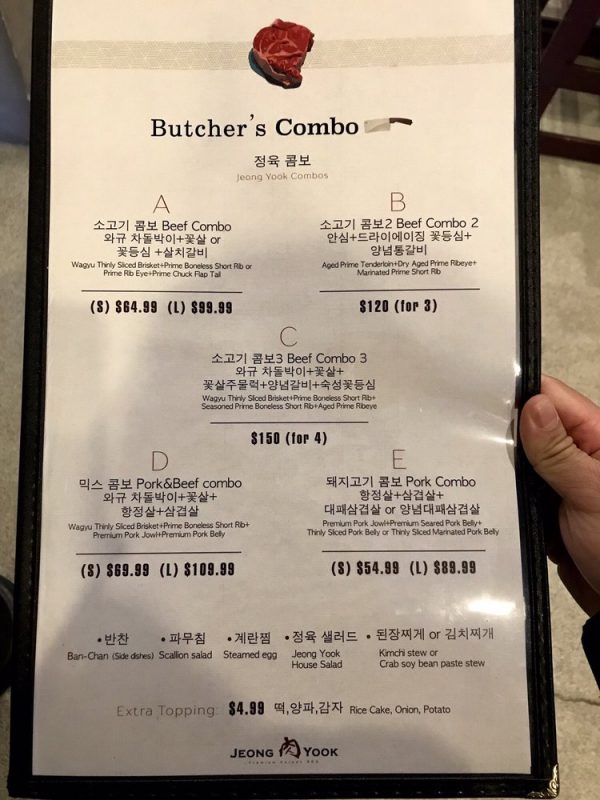 Butcher's Combo
정육 콤보
Jeong Yook Combos
A
소고기 콤보 Beef Combo
와규 차돌박이+꽃살 or
꽃등심 +살치갈비
Wagyu Thinly Sliced Brisket+Prime Boneless Short Rib or
Prime Rib Eye+Prime Chuck Flap Tail
(S) $64.99 (L) $99.99
B
소고기 콤보2 Beef Combo 2
안심+드라이에이징 꽃등심+
양념통갈비
Aged Prime Tenderloin+Dry Aged Prime Ribeye+
Marinated Prime Short Rib
$120 (for 3)
C
소고기 콤보3 Beef Combo 3
와규 차돌박이+꽃살+
꽃살주물럭+양념갈비+숙성꽃등심
Wagyu Thinly Sliced Brisket+Prime Boneless Short Rib+
Seasoned Prime Boneless Short Rib+Aged Prime Ribeye
$150 (for 4)
D
믹스 콤보 Pork&Beef combo
와규 차돌박이+꽃살+
항정살+삼겹살
Wagyu Thinly Sliced Brisket+Prime Boneless Short Rib+
Premium Pork Jowl+Premium Pork Belly
(S) $69.99 (L) $109.99
E
돼지고기 콤보 Pork Combo
항정살+삼겹살+
대패삼겹살 or 양념대패삼겹살
Premium Pork Jowl+Premium Seared Pork Belly+
Thinly Sliced Pork Belly or Thinly Sliced Marinated Pork Belly
(S) $54.99 (L) $89.99
• 반찬
Ban-Chan (Side dishes)
• 파무침
Scallion salad
• 계란찜
Steamed egg
• 정육 샐러드
Jeong Yook
House Salad
• 된장찌게 or 김치찌개
Kimchi stew or
Crab soy bean paste stew
Extra Topping: $4.99 떡,양파,감자 Rice Cake, Onion, Potato
JEONG 肉 YOOK
Premium Korean BBQ